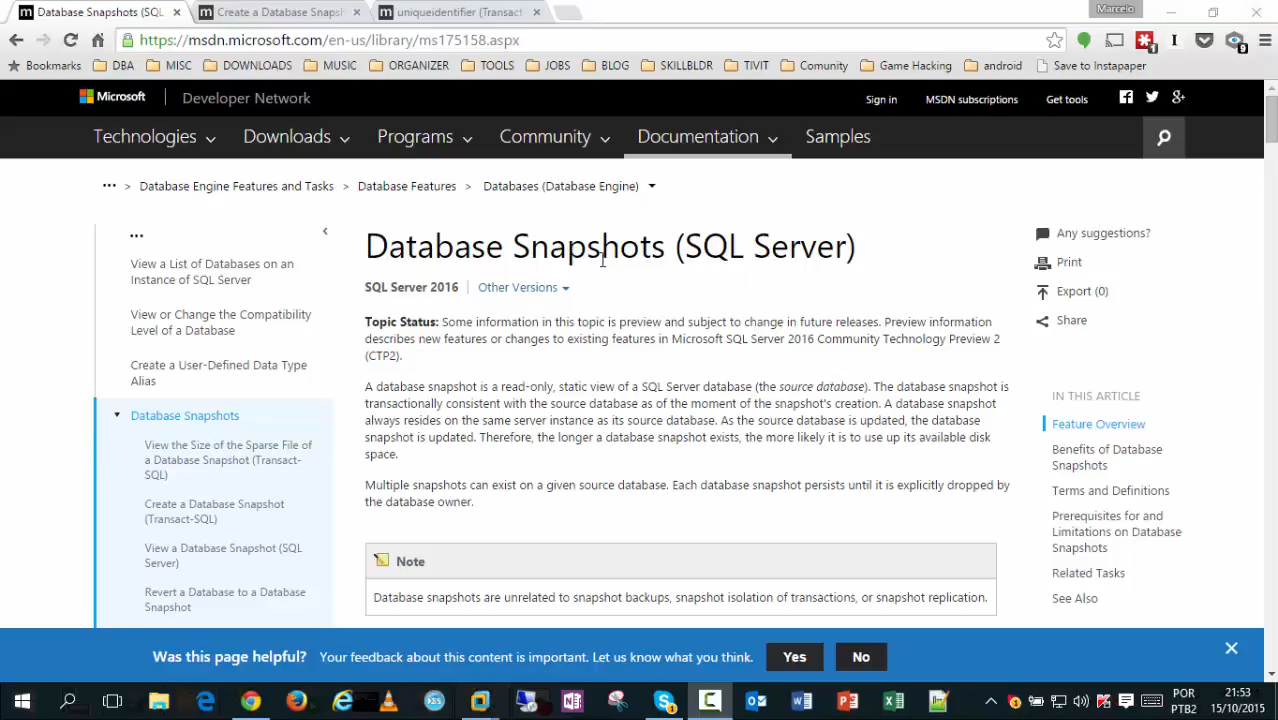 Database Snapshots (SQL
Create a Database Snapsh
uniqueidentifier (Transact
Marcelo
https://msdn.microsoft.com/en-us/library/ms175158.aspx
1
9
Bookmarks DBA MISC DOWNLOADS MUSIC ORGANIZER TOOLS JOBS BLOG SKILLBLDR TIVIT Comunity Game Hacking android Save to Instapaper
Microsoft Developer Network
Sign in MSDN subscriptions Get tools
Technologies Downloads Programs Community Documentation Samples
... > Database Engine Features and Tasks > Database Features > Databases (Database Engine)
...
View a List of Databases on an
Instance of SQL Server
View or Change the Compatibility
Level of a Database
Create a User-Defined Data Type
Alias
Database Snapshots
View the Size of the Sparse File of
a Database Snapshot (Transact-
SQL)
Create a Database Snapshot
(Transact-SQL)
View a Database Snapshot (SQL
Server)
Revert a Database to a Database
Snapshot
Database Snapshots (SQL Server)
SQL Server 2016 Other Versions
Topic Status: Some information in this topic is preview and subject to change in future releases. Preview information
describes new features or changes to existing features in Microsoft SQL Server 2016 Community Technology Preview 2
(CTP2).
A database snapshot is a read-only, static view of a SQL Server database (the source database). The database snapshot is
transactionally consistent with the source database as of the moment of the snapshot's creation. A database snapshot
always resides on the same server instance as its source database. As the source database is updated, the database
snapshot is updated. Therefore, the longer a database snapshot exists, the more likely it is to use up its available disk
space.
Multiple snapshots can exist on a given source database. Each database snapshot persists until it is explicitly dropped by
the database owner.
Note
Database snapshots are unrelated to snapshot backups, snapshot isolation of transactions, or snapshot replication.
Any suggestions?
Print
Export (0)
Share
IN THIS ARTICLE
Feature Overview
Benefits of Database
Snapshots
Terms and Definitions
Prerequisites for and
Limitations on Database
Snapshots
Related Tasks
See Also
Was this page helpful? Your feedback about this content is important. Let us know what you think. Yes No
POR
PTB2
21:53
15/10/2015